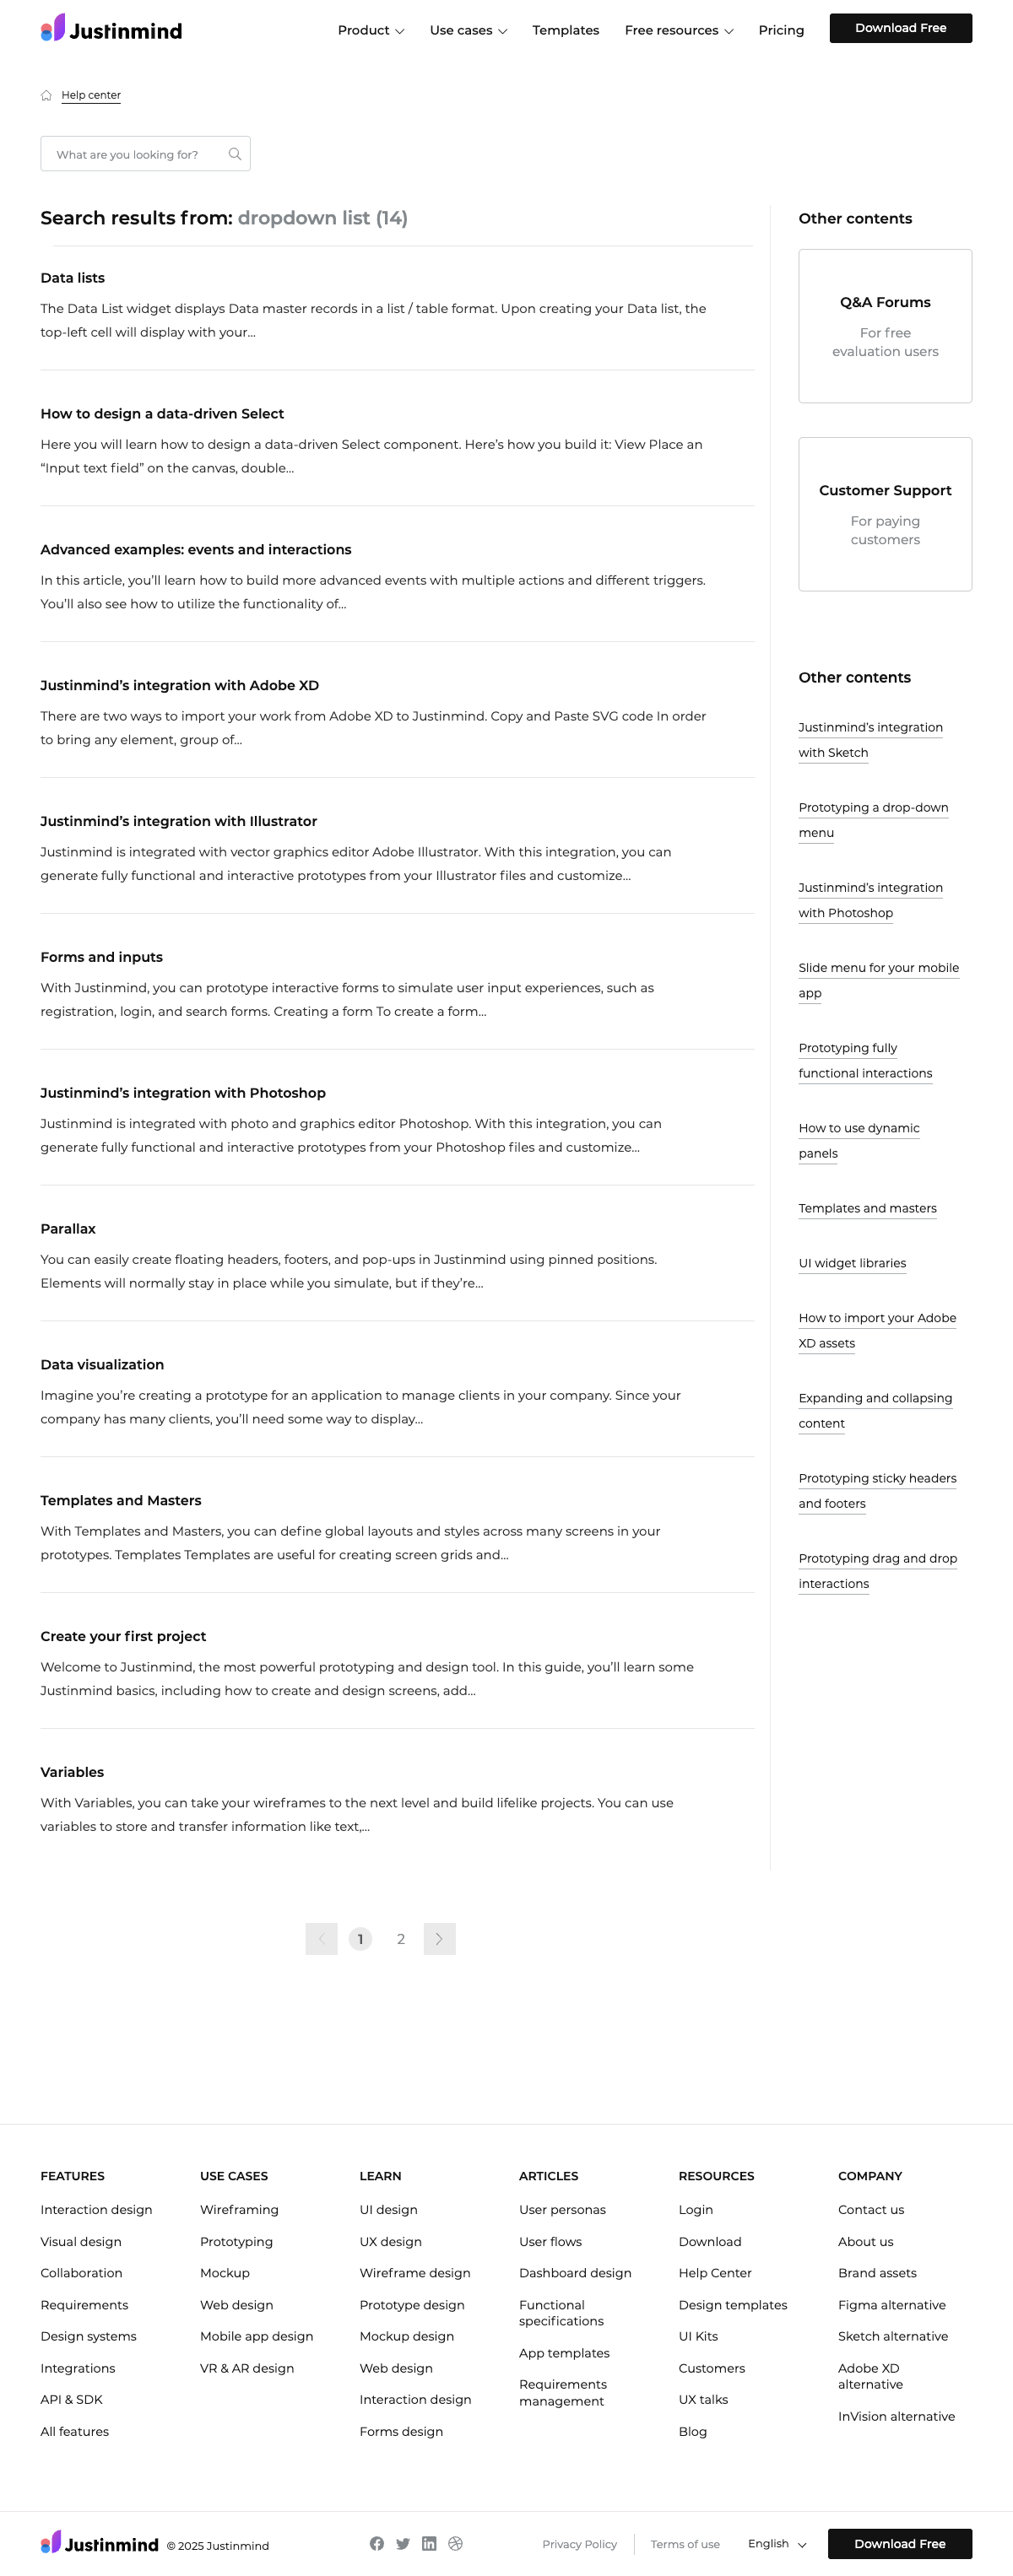 Justinmind
Product
Use cases
Templates
Free resources
Pricing
Download Free
Help center
What are you looking for?
Search results from: dropdown list (14)
Data lists
The Data List widget displays Data master records in a list / table format. Upon creating your Data list, the
top-left cell will display with your...
How to design a data-driven Select
Here you will learn how to design a data-driven Select component. Here’s how you build it: View Place an
“Input text field” on the canvas, double...
Advanced examples: events and interactions
In this article, you’ll learn how to build more advanced events with multiple actions and different triggers.
You’ll also see how to utilize the functionality of...
Justinmind’s integration with Adobe XD
There are two ways to import your work from Adobe XD to Justinmind. Copy and Paste SVG code In order
to bring any element, group of...
Justinmind’s integration with Illustrator
Justinmind is integrated with vector graphics editor Adobe Illustrator. With this integration, you can
generate fully functional and interactive prototypes from your Illustrator files and customize...
Forms and inputs
With Justinmind, you can prototype interactive forms to simulate user input experiences, such as
registration, login, and search forms. Creating a form To create a form...
Justinmind’s integration with Photoshop
Justinmind is integrated with photo and graphics editor Photoshop. With this integration, you can
generate fully functional and interactive prototypes from your Photoshop files and customize...
Parallax
You can easily create floating headers, footers, and pop-ups in Justinmind using pinned positions.
Elements will normally stay in place while you simulate, but if they’re...
Data visualization
Imagine you’re creating a prototype for an application to manage clients in your company. Since your
company has many clients, you’ll need some way to display...
Templates and Masters
With Templates and Masters, you can define global layouts and styles across many screens in your
prototypes. Templates Templates are useful for creating screen grids and...
Create your first project
Welcome to Justinmind, the most powerful prototyping and design tool. In this guide, you’ll learn some
Justinmind basics, including how to create and design screens, add...
Variables
With Variables, you can take your wireframes to the next level and build lifelike projects. You can use
variables to store and transfer information like text,...
1
2
Other contents
Q&A Forums
For free
evaluation users
Customer Support
For paying
customers
Other contents
Justinmind’s integration
with Sketch
Prototyping a drop-down
menu
Justinmind’s integration
with Photoshop
Slide menu for your mobile
app
Prototyping fully
functional interactions
How to use dynamic
panels
Templates and masters
UI widget libraries
How to import your Adobe
XD assets
Expanding and collapsing
content
Prototyping sticky headers
and footers
Prototyping drag and drop
interactions
FEATURES
Interaction design
Visual design
Collaboration
Requirements
Design systems
Integrations
API & SDK
All features
USE CASES
Wireframing
Prototyping
Mockup
Web design
Mobile app design
VR & AR design
LEARN
UI design
UX design
Wireframe design
Prototype design
Mockup design
Web design
Interaction design
Forms design
ARTICLES
User personas
User flows
Dashboard design
Functional
specifications
App templates
Requirements
management
RESOURCES
Login
Download
Help Center
Design templates
UI Kits
Customers
UX talks
Blog
COMPANY
Contact us
About us
Brand assets
Figma alternative
Sketch alternative
Adobe XD
alternative
InVision alternative
Justinmind
© 2025 Justinmind
Privacy Policy
Terms of use
English
Download Free